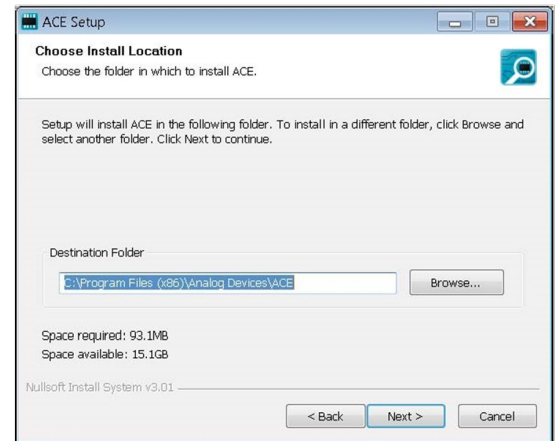 ACE Setup
Choose Install Location
Choose the folder in which to install ACE.
Setup will install ACE in the following folder. To install in a different folder, click Browse and
select another folder. Click Next to continue.
Destination Folder
C:\Program Files (x86)\Analog Devices\ACE
Browse...
Space required: 93.1MB
Space available: 15.1GB
Nullsoft Install System v3.01
< Back
Next >
Cancel